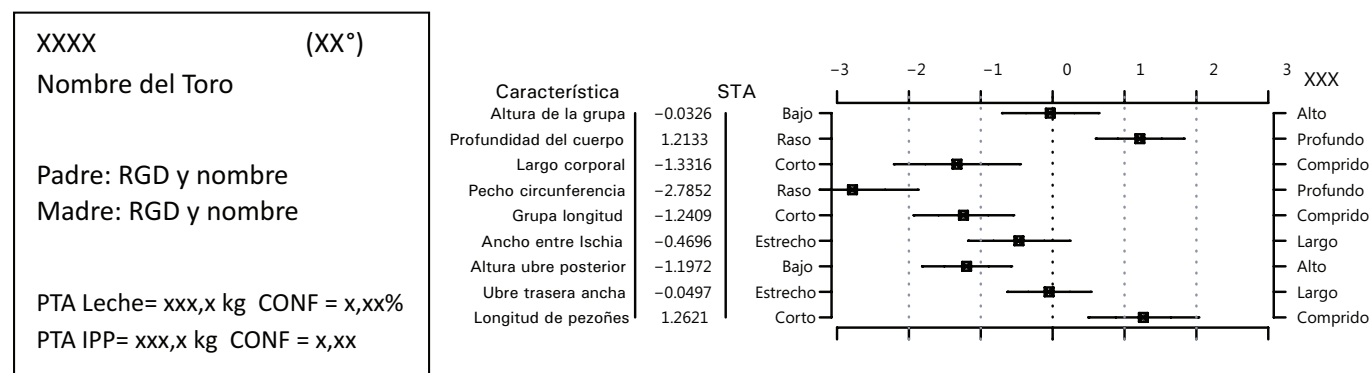 XXXX (XX°)
Nombre del Toro
Padre: RGD y nombre
Madre: RGD y nombre
PTA Leche= xxx,x kg CONF = x,xx%
PTA IPP= xxx,x kg CONF = x,xx
−3 −2 −1 0 1 2 3 XXX
Característica STA
Altura de la grupa −0.0326 Bajo Alto
Profundidad del cuerpo 1.2133 Raso Profundo
Largo corporal −1.3316 Corto Comprido
Pecho circunferencia −2.7852 Raso Profundo
Grupa longitud −1.2409 Corto Comprido
Ancho entre Ischia −0.4696 Estrecho Largo
Altura ubre posterior −1.1972 Bajo Alto
Ubre trasera ancha −0.0497 Estrecho Largo
Longitud de pezoñes 1.2621 Corto Comprido